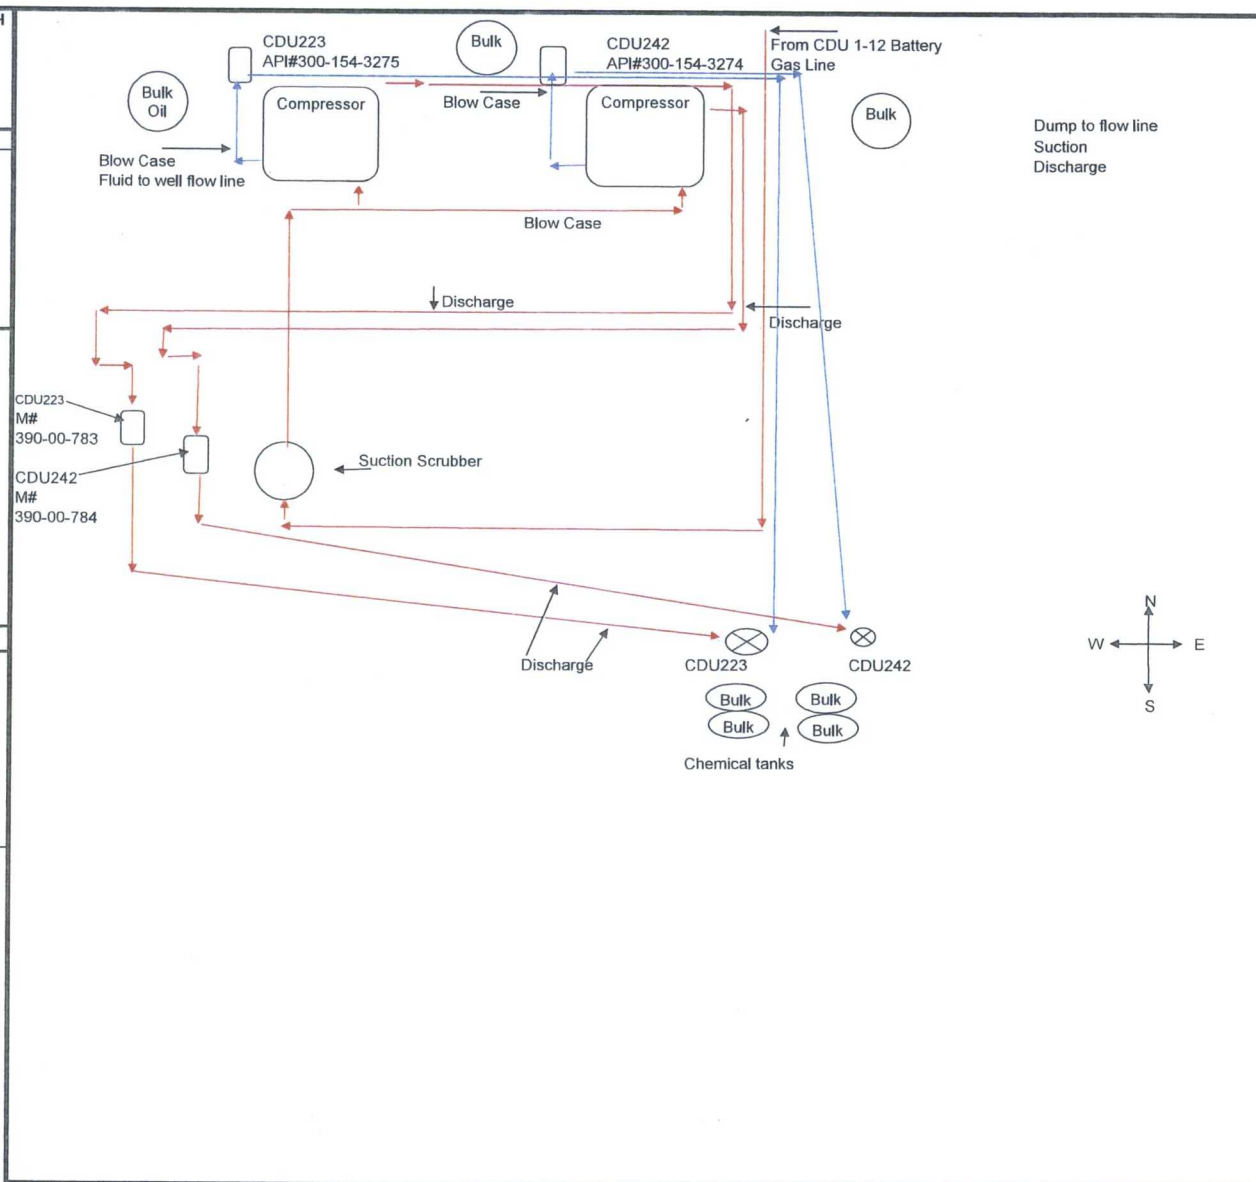 H
CDU223
API#300-154-3275
Bulk
CDU242
API#300-154-3274
From CDU 1-12 Battery
Gas Line
Bulk
Oil
Compressor
Blow Case
Compressor
Bulk
Dump to flow line
Suction
Discharge
Blow Case
Fluid to well flow line
Blow Case
Discharge
Discharge
CDU223
M#
390-00-783
CDU242
M#
390-00-784
Suction Scrubber
N
W
E
S
Discharge
CDU223
CDU242
Bulk
Bulk
Bulk
Bulk
Chemical tanks